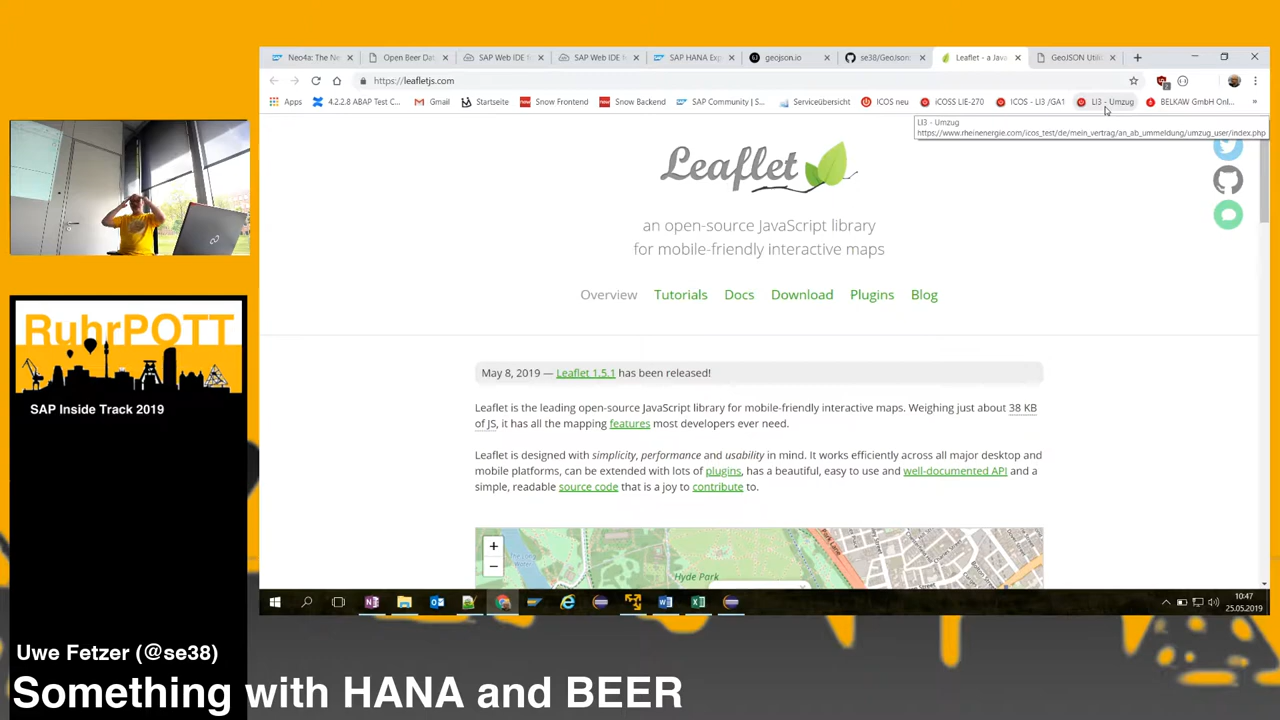 Neo4a: The Ne
Open Beer Dat
SAP Web IDE f
SAP Web IDE f
SAP HANA Exp
geojson.io
se38/GeoJson
Leaflet - a Java
GeoJSON Utilit
https://leafletjs.com
Apps
4.2.2.8 ABAP Test C...
Gmail
Startseite
Snow Frontend
Snow Backend
SAP Community | S...
Serviceübersicht
ICOS neu
iCOSS LIE-270
ICOS - LI3 /GA1
LI3 - Umzug
BELKAW GmbH Onl...
LI3 - Umzug
https://www.rheinenergie.com/icos_test/de/mein_vertrag/an_ab_ummeldung/umzug_user/index.php
Leaflet
an open-source JavaScript library
for mobile-friendly interactive maps
Overview Tutorials Docs Download Plugins Blog
May 8, 2019 — Leaflet 1.5.1 has been released!
Leaflet is the leading open-source JavaScript library for mobile-friendly interactive maps. Weighing just about 38 KB
of JS, it has all the mapping features most developers ever need.
Leaflet is designed with simplicity, performance and usability in mind. It works efficiently across all major desktop and
mobile platforms, can be extended with lots of plugins, has a beautiful, easy to use and well-documented API and a
simple, readable source code that is a joy to contribute to.
+
−
The Long
Water
Hyde Park
Park Lane
10:47
25.05.2019
RuhrPOTT
SAP Inside Track 2019
Uwe Fetzer (@se38)
Something with HANA and BEER